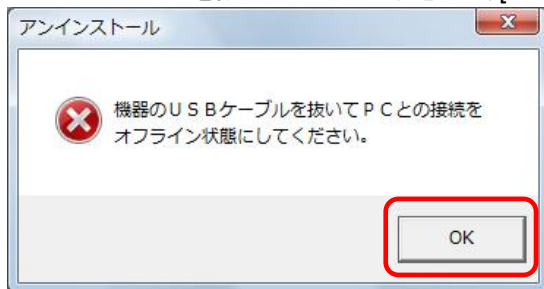 アンインストール
機器のＵＳＢケーブルを抜いてＰＣとの接続を
オフライン状態にしてください。
OK